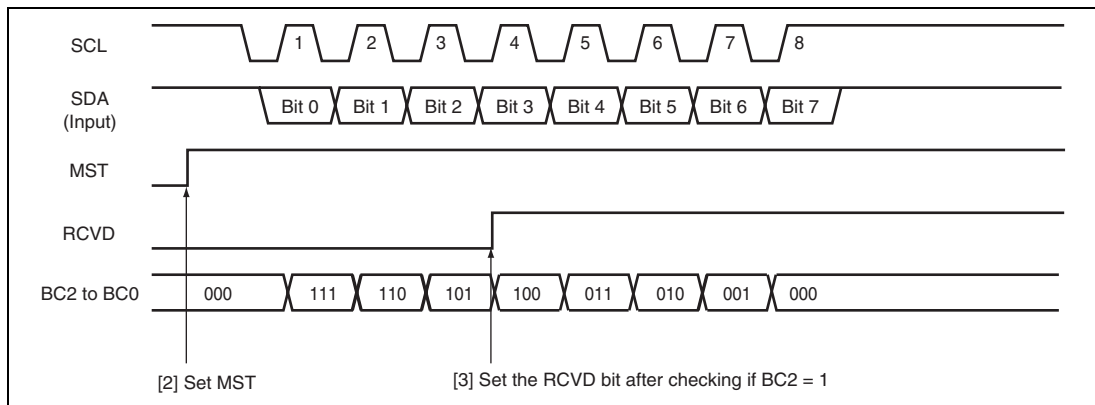 SCL 1 2 3 4 5 6 7 8
SDA
(Input)
Bit 0 Bit 1 Bit 2 Bit 3 Bit 4 Bit 5 Bit 6 Bit 7
MST
RCVD
BC2 to BC0 000 111 110 101 100 011 010 001 000
[2] Set MST [3] Set the RCVD bit after checking if BC2 = 1